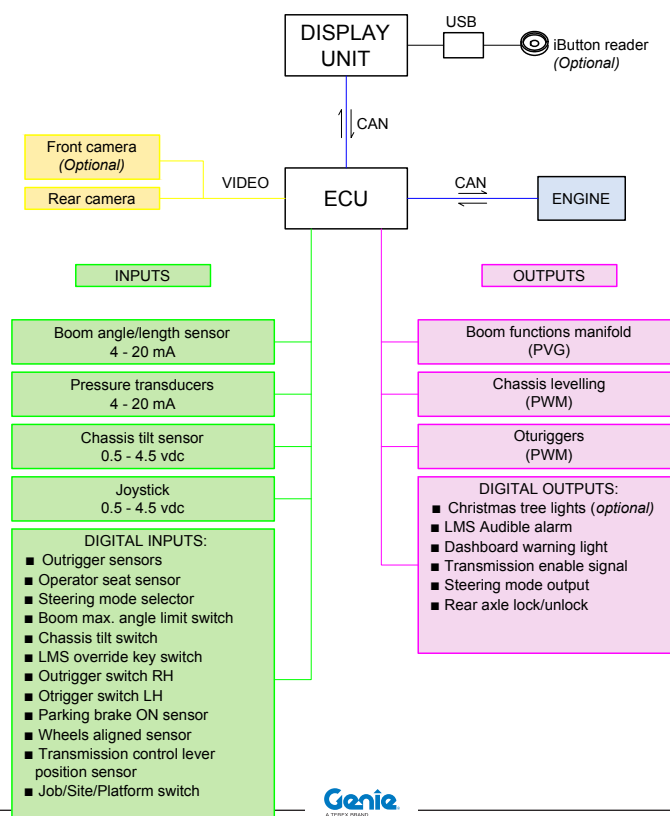 DISPLAY
UNIT
USB
iButton reader
(Optional)
CAN
Front camera
(Optional)
Rear camera
VIDEO
ECU
CAN
ENGINE
INPUTS
OUTPUTS
Boom angle/length sensor
4 - 20 mA
Pressure transducers
4 - 20 mA
Chassis tilt sensor
0.5 - 4.5 vdc
Joystick
0.5 - 4.5 vdc
DIGITAL INPUTS:
■ Outrigger sensors
■ Operator seat sensor
■ Steering mode selector
■ Boom max. angle limit switch
■ Chassis tilt switch
■ LMS override key switch
■ Outrigger switch RH
■ Otrigger switch LH
■ Parking brake ON sensor
■ Wheels aligned sensor
■ Transmission control lever
position sensor
■ Job/Site/Platform switch
Boom functions manifold
(PVG)
Chassis levelling
(PWM)
Oturiggers
(PWM)
DIGITAL OUTPUTS:
■ Christmas tree lights (optional)
■ LMS Audible alarm
■ Dashboard warning light
■ Transmission enable signal
■ Steering mode output
■ Rear axle lock/unlock
Genie
A TEREX BRAND